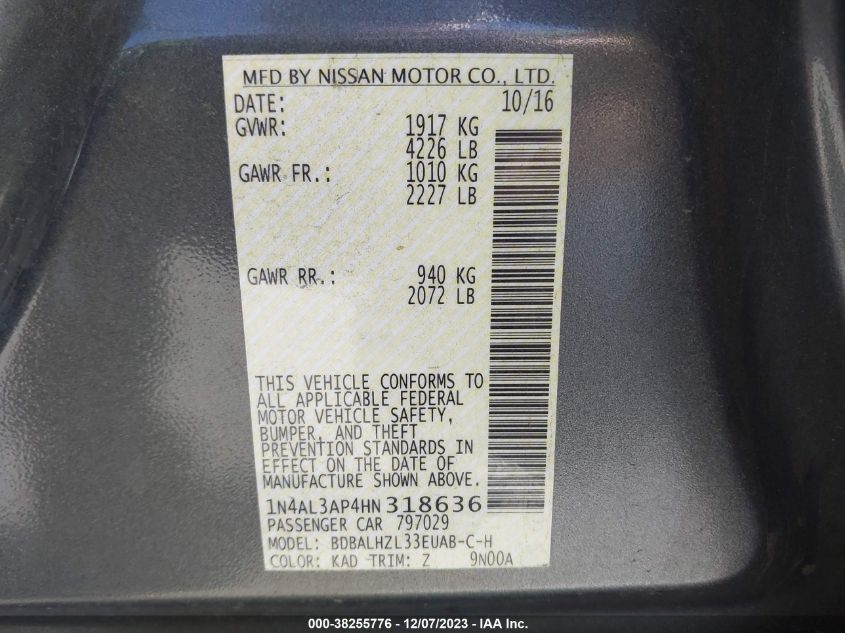 MFD BY NISSAN MOTOR CO., LTD.
DATE: 10/16
GVWR: 1917 KG
4226 LB
GAWR FR.: 1010 KG
2227 LB
GAWR RR.: 940 KG
2072 LB
THIS VEHICLE CONFORMS TO
ALL APPLICABLE FEDERAL
MOTOR VEHICLE SAFETY,
BUMPER, AND THEFT
PREVENTION STANDARDS IN
EFFECT ON THE DATE OF
MANUFACTURE SHOWN ABOVE.
1N4AL3AP4HN318636
PASSENGER CAR 797029
MODEL: BDBALHZL33EUAB-C-H
COLOR: KAD TRIM: Z 9N00A
000-38255776 - 12/07/2023 - IAA Inc.